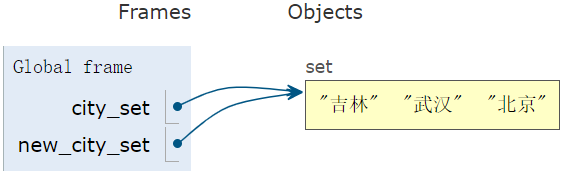 Frames Objects
Global frame
set
city_set
"吉林" "武汉" "北京"
new_city_set